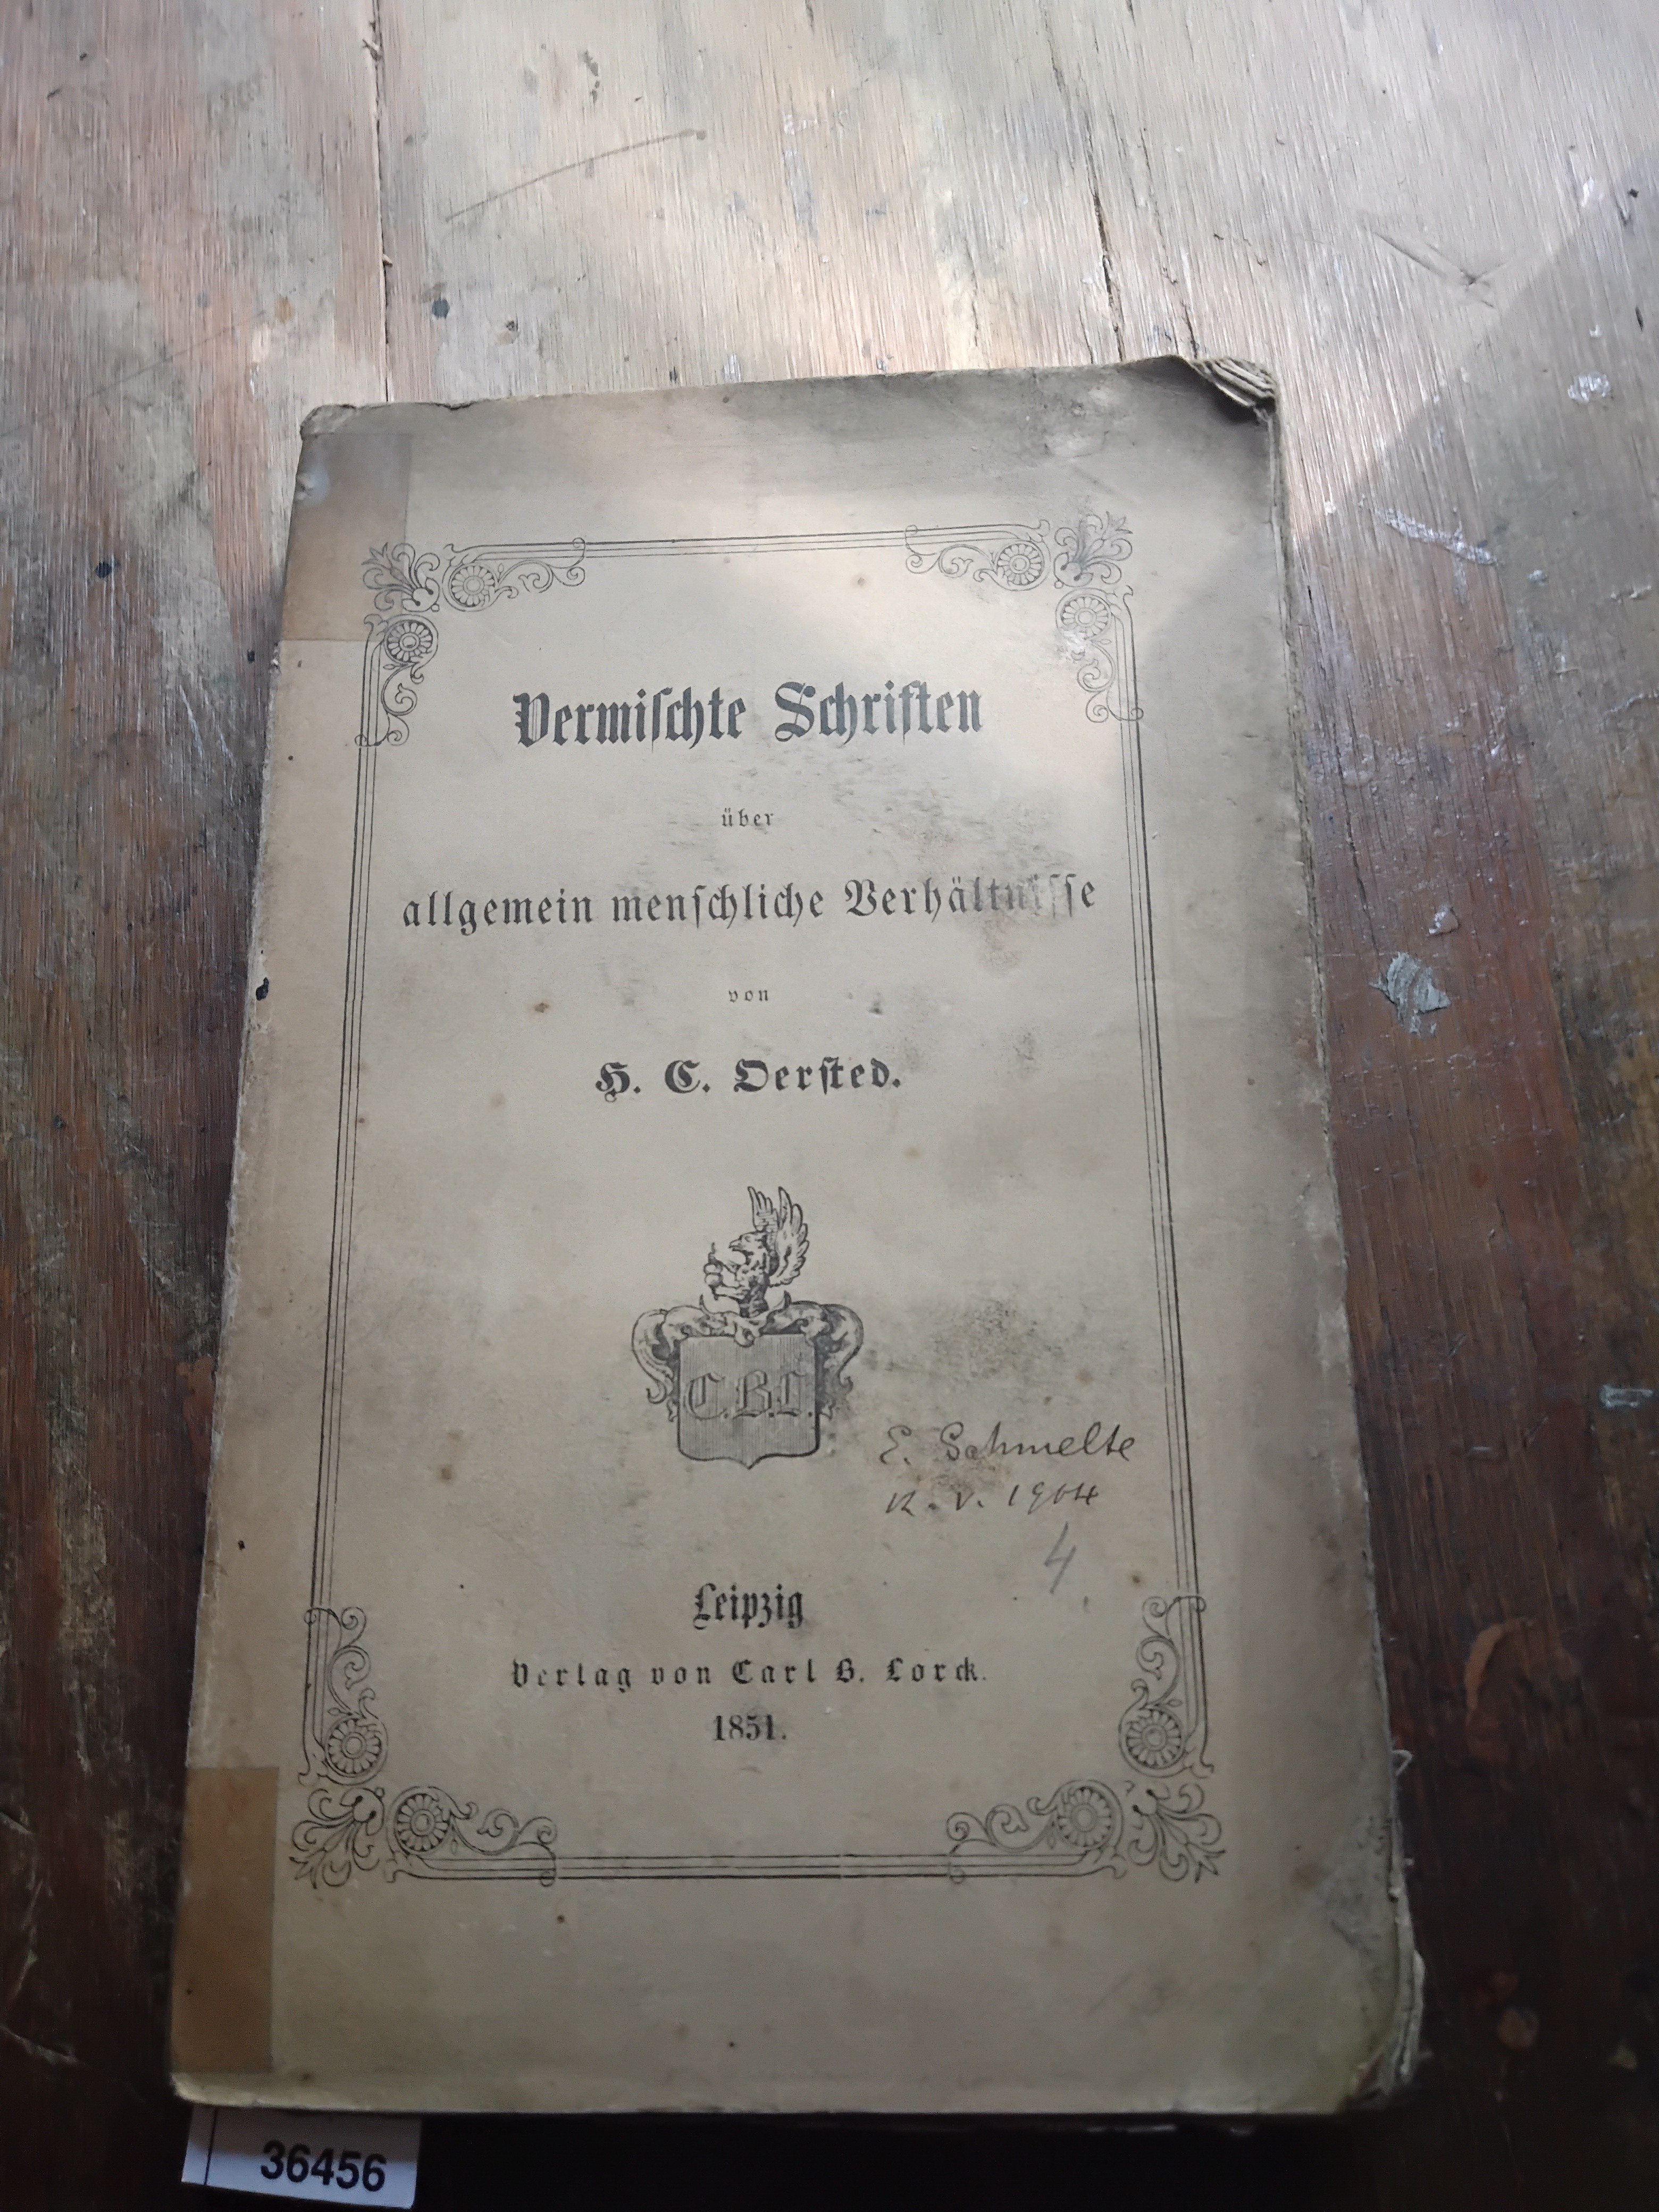 Vermiſchte Schriften
über
allgemein menſchliche Verhältniſſe
von
H. C. Oerſted.
C.B.L.
E. Schmelte
12. V. 1904
4
Leipzig
Verlag von Carl B. Lorck.
1851.
36456